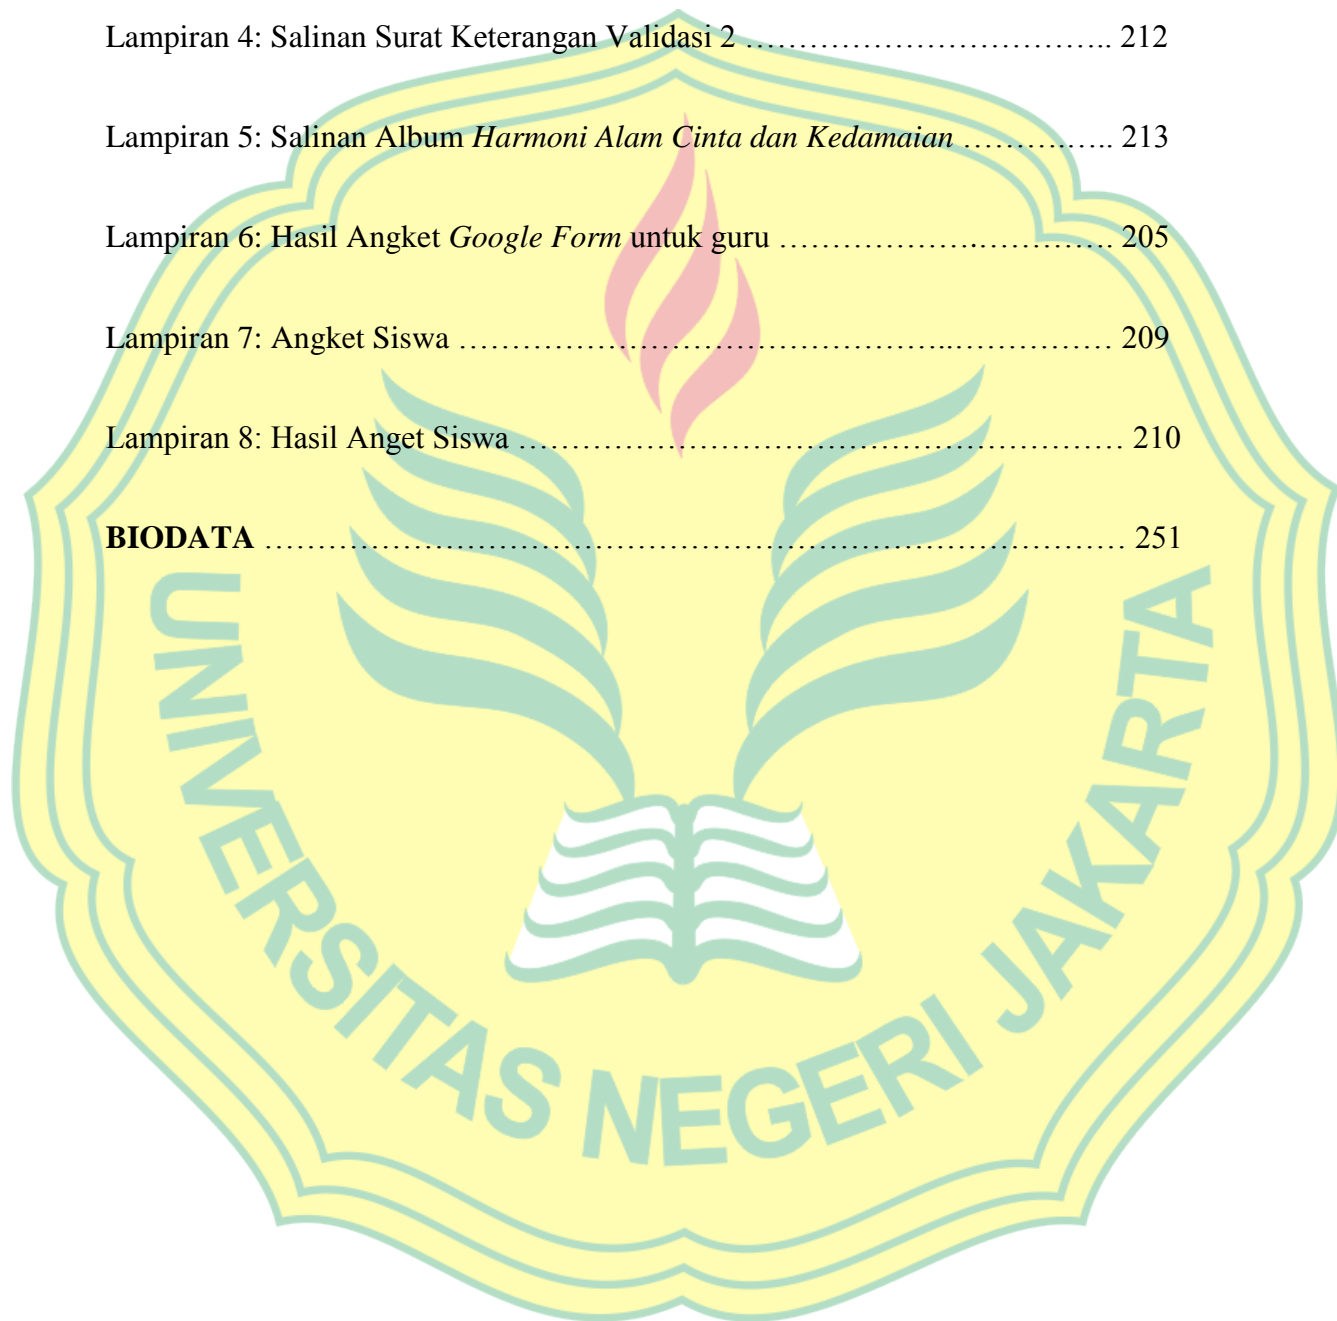 Lampiran 4: Salinan Surat Keterangan Validasi 2 …………………………….. 212
Lampiran 5: Salinan Album Harmoni Alam Cinta dan Kedamaian ………….. 213
Lampiran 6: Hasil Angket Google Form untuk guru ………………..…………. 205
Lampiran 7: Angket Siswa ………………………………………..…………… 209
Lampiran 8: Hasil Anget Siswa ………………………………………………… 210
BIODATA ……………………………………………………………………… 251
UNIVERSITAS NEGERI JAKARTA